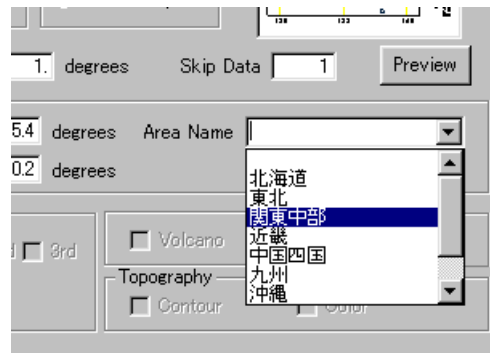 1. degrees Skip Data 1 Preview
5.4 degrees Area Name
0.2 degrees
北海道
東北
関東中部
近畿
中国四国
九州
沖縄
3rd
Volcano
Topography
Contour
Color